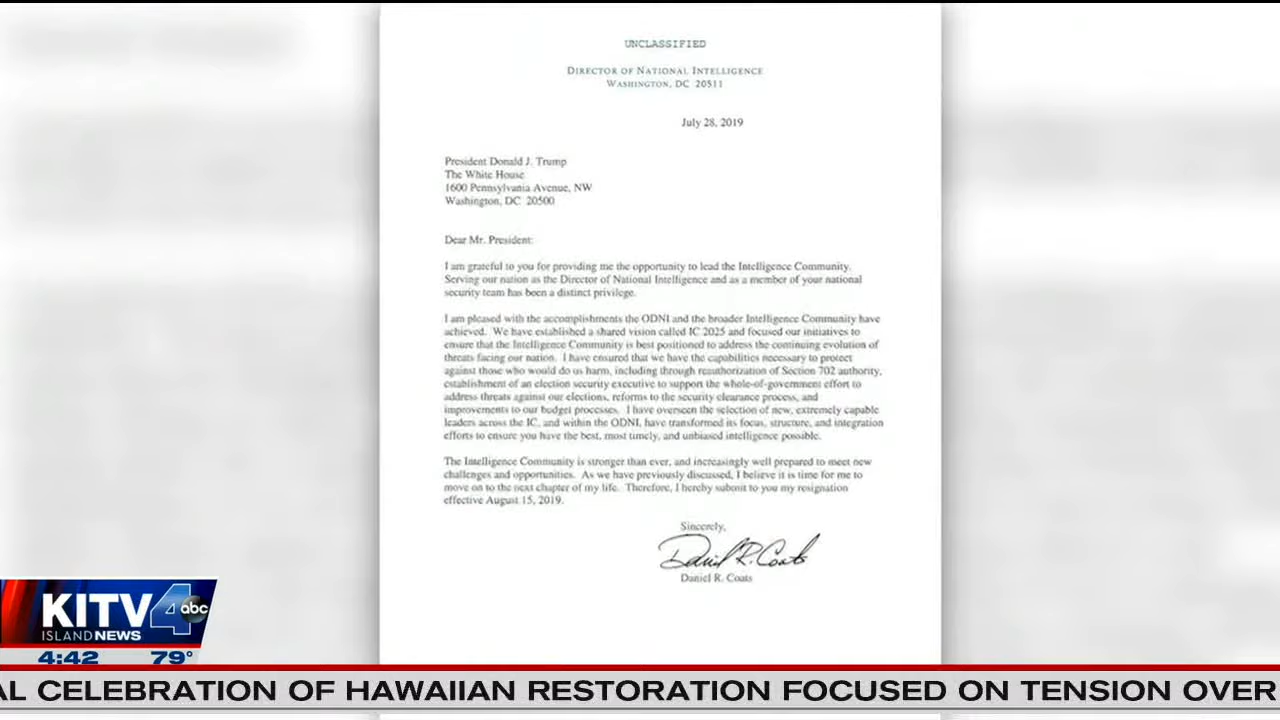 UNCLASSIFIED
DIRECTOR OF NATIONAL INTELLIGENCE
WASHINGTON, DC 20511
July 28, 2019
President Donald J. Trump
The White House
1600 Pennsylvania Avenue, NW
Washington, DC 20500
Dear Mr. President:
I am grateful to you for providing me the opportunity to lead the Intelligence Community.
Serving our nation as the Director of National Intelligence and as a member of your national
security team has been a distinct privilege.
I am pleased with the accomplishments the ODNI and the broader Intelligence Community have
achieved. We have established a shared vision called IC 2025 and focused our initiatives to
ensure that the Intelligence Community is best positioned to address the continuing evolution of
threats facing our nation. I have ensured that we have the capabilities necessary to protect
against those who would do us harm, including through reauthorization of Section 702 authority,
establishment of an election security executive to support the whole-of-government effort to
address threats against our elections, reforms to the security clearance process, and
improvements to our budget processes. I have overseen the selection of new, extremely capable
leaders across the IC, and within the ODNI, have transformed its focus, structure, and integration
efforts to ensure you have the best, most timely, and unbiased intelligence possible.
The Intelligence Community is stronger than ever, and increasingly well prepared to meet new
challenges and opportunities. As we have previously discussed, I believe it is time for me to
move on to the next chapter of my life. Therefore, I hereby submit to you my resignation
effective August 15, 2019.
Sincerely,
Daniel R. Coats
Daniel R. Coats
KITV 4 abc
ISLAND NEWS
4:42 79°
AL CELEBRATION OF HAWAIIAN RESTORATION FOCUSED ON TENSION OVER